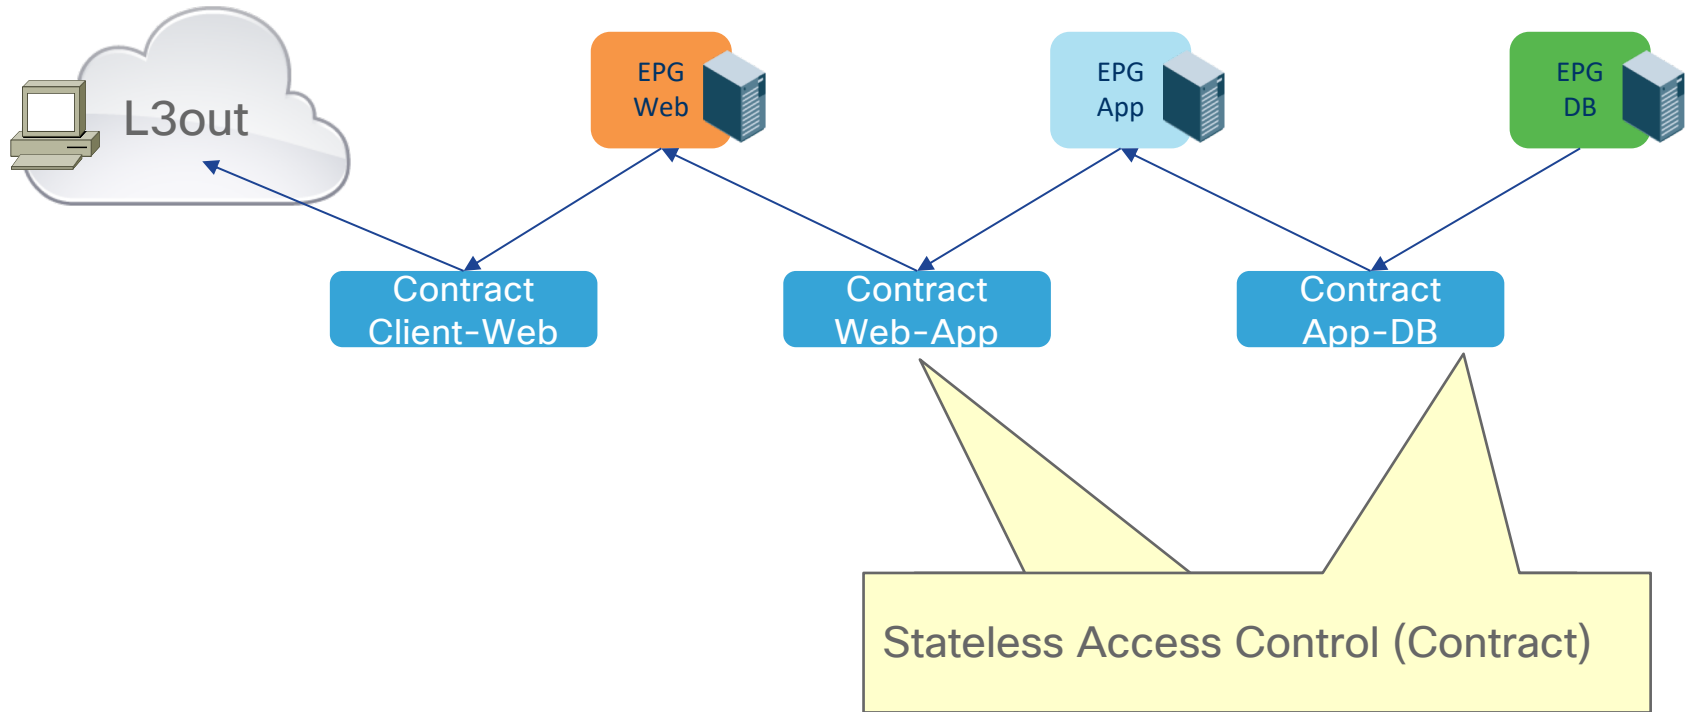 L3out
EPG
Web
EPG
App
EPG
DB
Contract
Client-Web
Contract
Web-App
Contract
App-DB
Stateless Access Control (Contract)